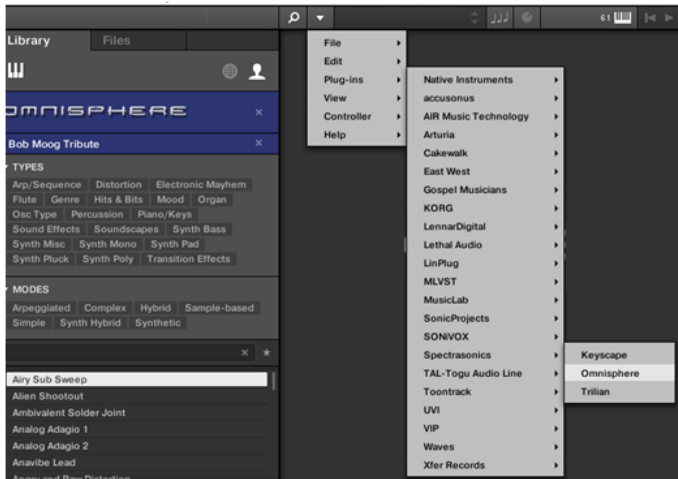 61
Library Files
OMNISPHERE ×
Bob Moog Tribute ×
TYPES
Arp/Sequence Distortion Electronic Mayhem
Flute Genre Hits & Bits Mood Organ
Osc Type Percussion Piano/Keys
Sound Effects Soundscapes Synth Bass
Synth Misc Synth Mono Synth Pad
Synth Pluck Synth Poly Transition Effects
MODES
Arpeggiated Complex Hybrid Sample-based
Simple Synth Hybrid Synthetic
Airy Sub Sweep
Alien Shootout
Ambivalent Solder Joint
Analog Adagio 1
Analog Adagio 2
Anavibe Lead
Angry and Raw Distortion
File
Edit
Plug-ins
View
Controller
Help
Native Instruments
accusonus
AIR Music Technology
Arturia
Cakewalk
East West
Gospel Musicians
KORG
LennarDigital
Lethal Audio
LinPlug
MLVST
MusicLab
SonicProjects
SONiVOX
Spectrasonics
TAL-Togu Audio Line
Toontrack
UVI
VIP
Waves
Xfer Records
Keyscape
Omnisphere
Trilian